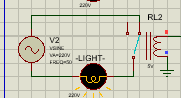 220V
RL2
V2
VSINE
VA=220V
FREQ=50
-LIGHT-
5V
220V